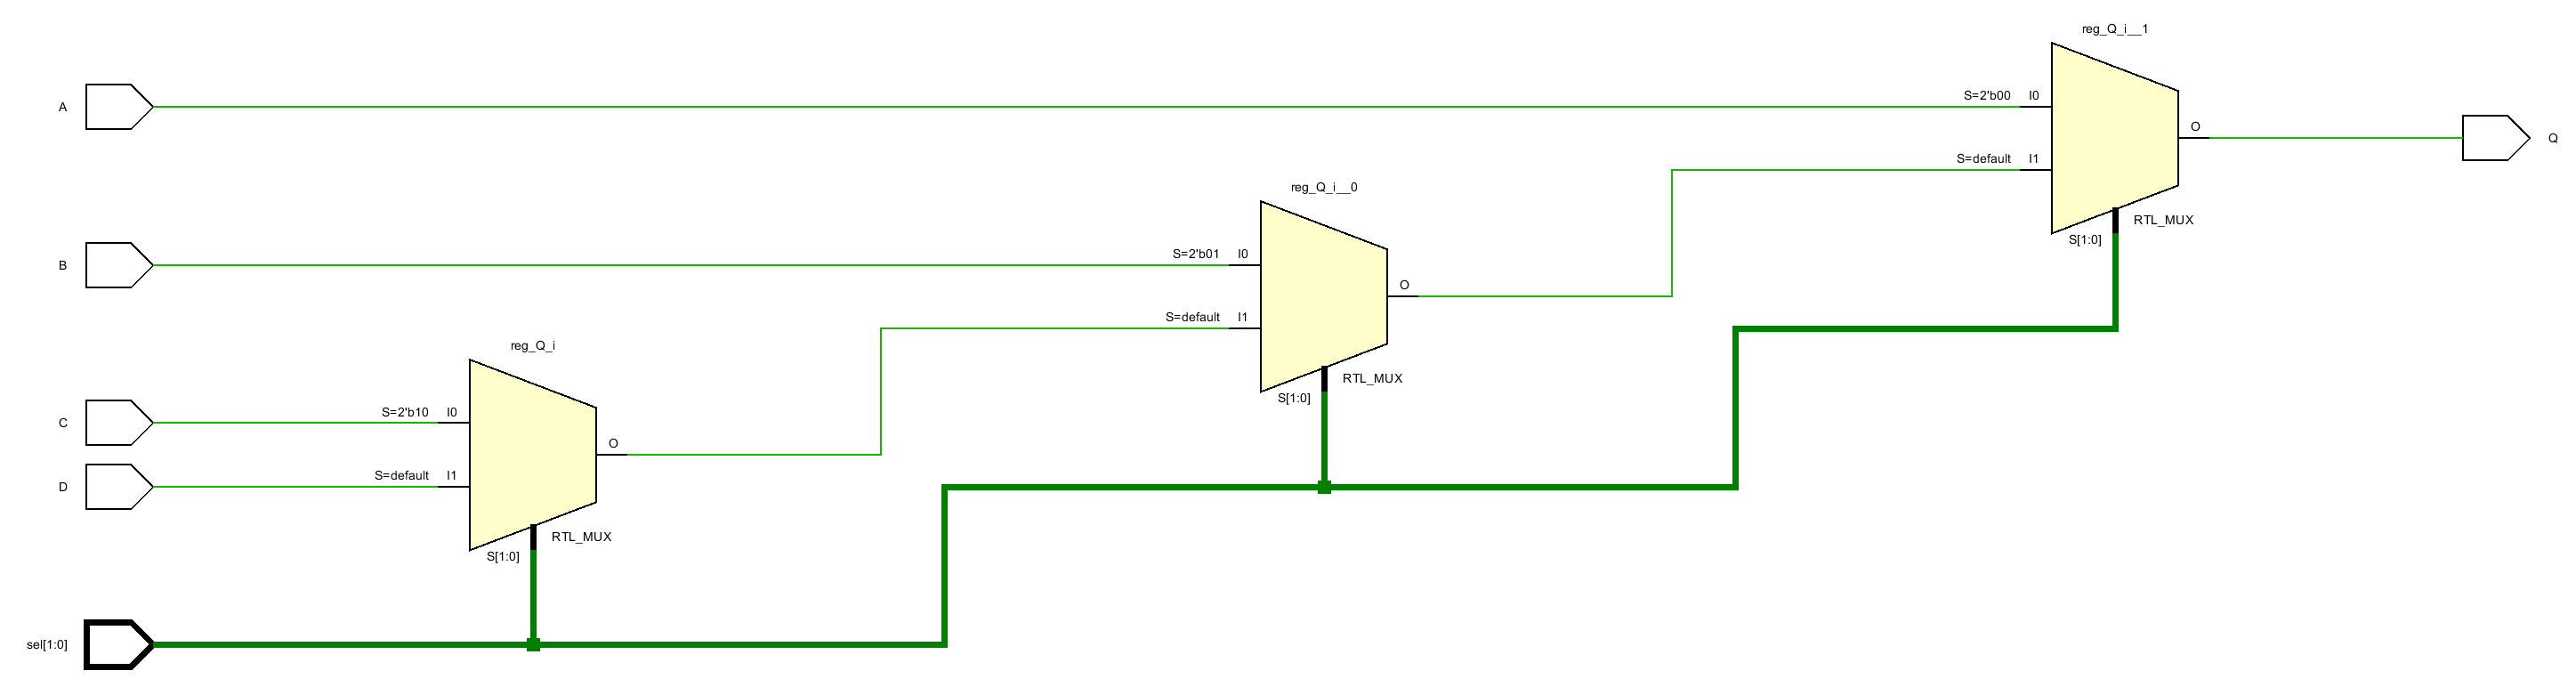 reg_Q_i__1
A
S=2'b00 I0
O
Q
S=default I1
reg_Q_i__0
RTL_MUX
S[1:0]
B
S=2'b01 I0
O
S=default I1
reg_Q_i
RTL_MUX
S[1:0]
C
S=2'b10 I0
O
D
S=default I1
RTL_MUX
S[1:0]
sel[1:0]